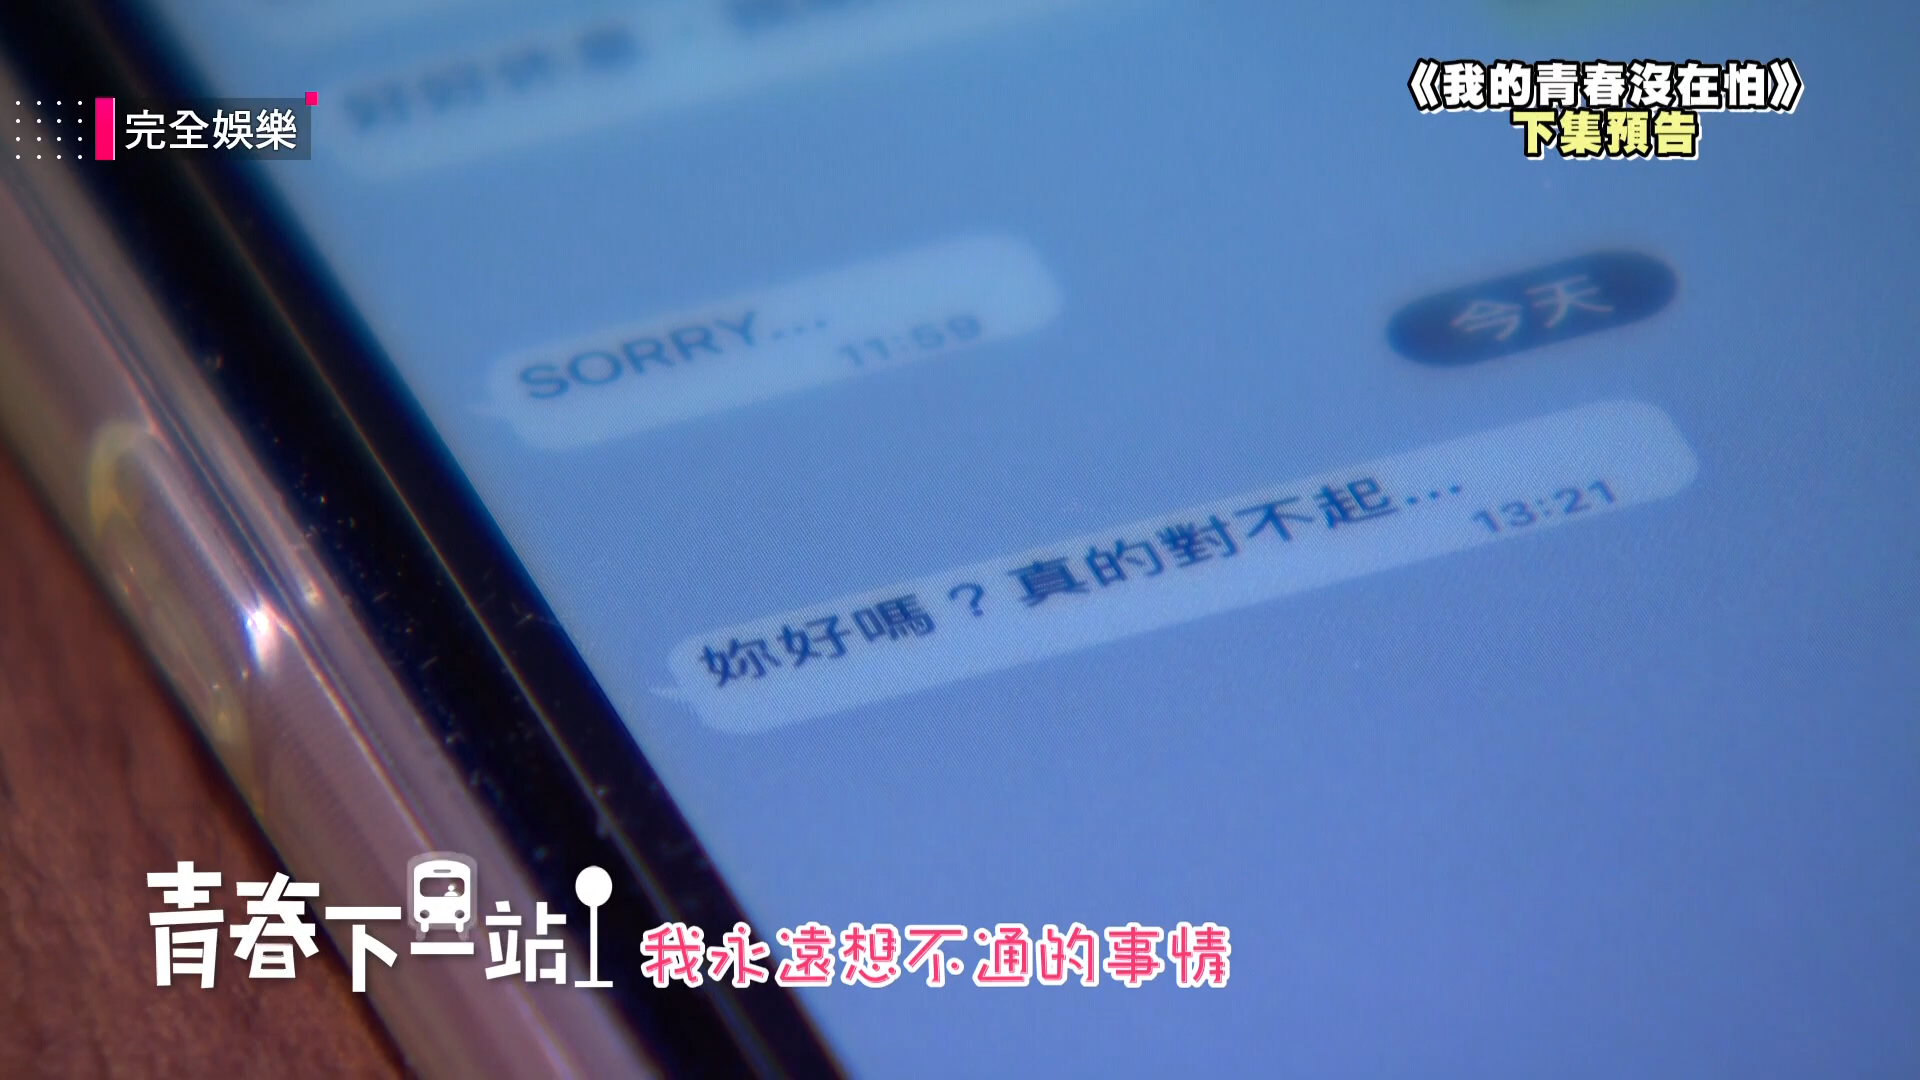 《我的青春沒在怕》
下集預告
完全娛樂
SORRY...
11:59
今天
妳好嗎？真的對不起...
13:21
青春下一站
我永遠想不通的事情